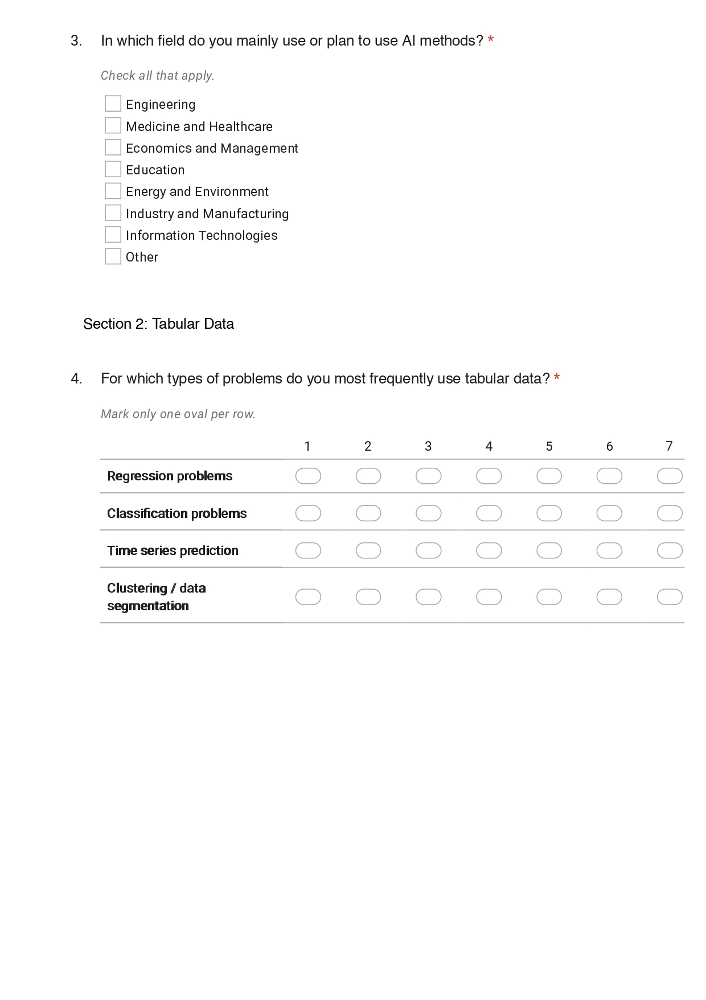 3. In which field do you mainly use or plan to use AI methods? *
Check all that apply.
Engineering
Medicine and Healthcare
Economics and Management
Education
Energy and Environment
Industry and Manufacturing
Information Technologies
Other
Section 2: Tabular Data
4. For which types of problems do you most frequently use tabular data? *
Mark only one oval per row.
1 2 3 4 5 6 7
Regression problems
Classification problems
Time series prediction
Clustering / data
segmentation